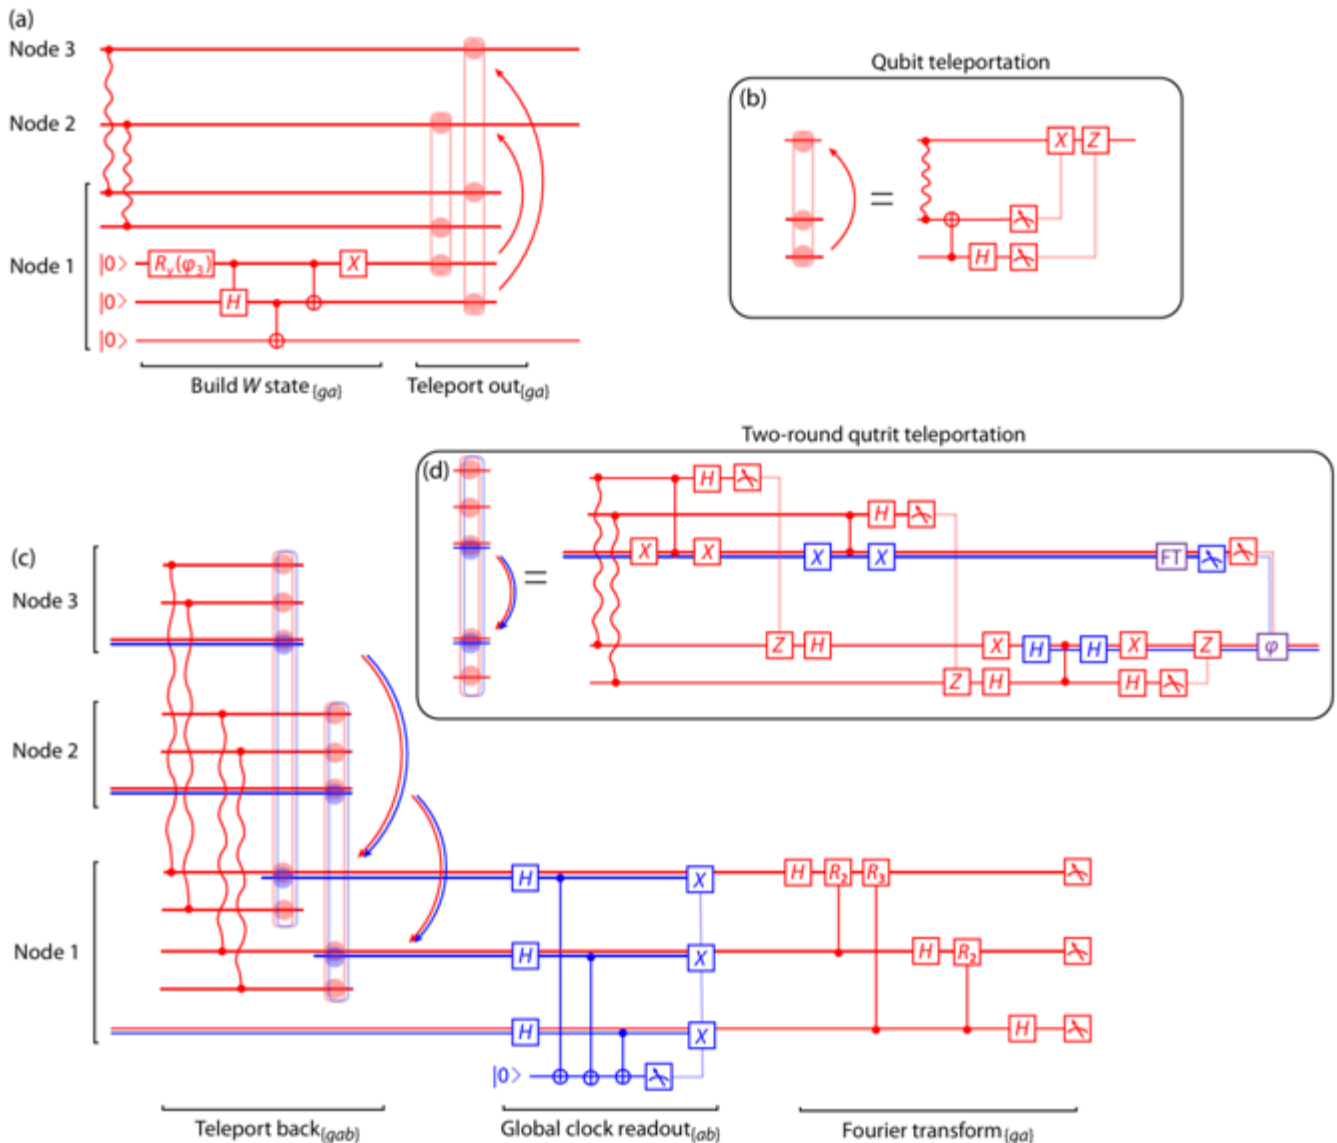 (a)
Node 3
Node 2
Node 1
|0> R_y(φ_3) X
|0> H
|0>
Build W state_{ga}
Teleport out_{ga}
Qubit teleportation
(b)
= X Z
H
Two-round qutrit teleportation
(d)
H
H
X X X X FT
=
Z H X H H X Z φ
Z H H
(c)
Node 3
Node 2
Node 1
H X H R_2 R_3
H X H R_2
H X H
|0>
Teleport back_{gab}
Global clock readout_{ab}
Fourier transform_{ga}